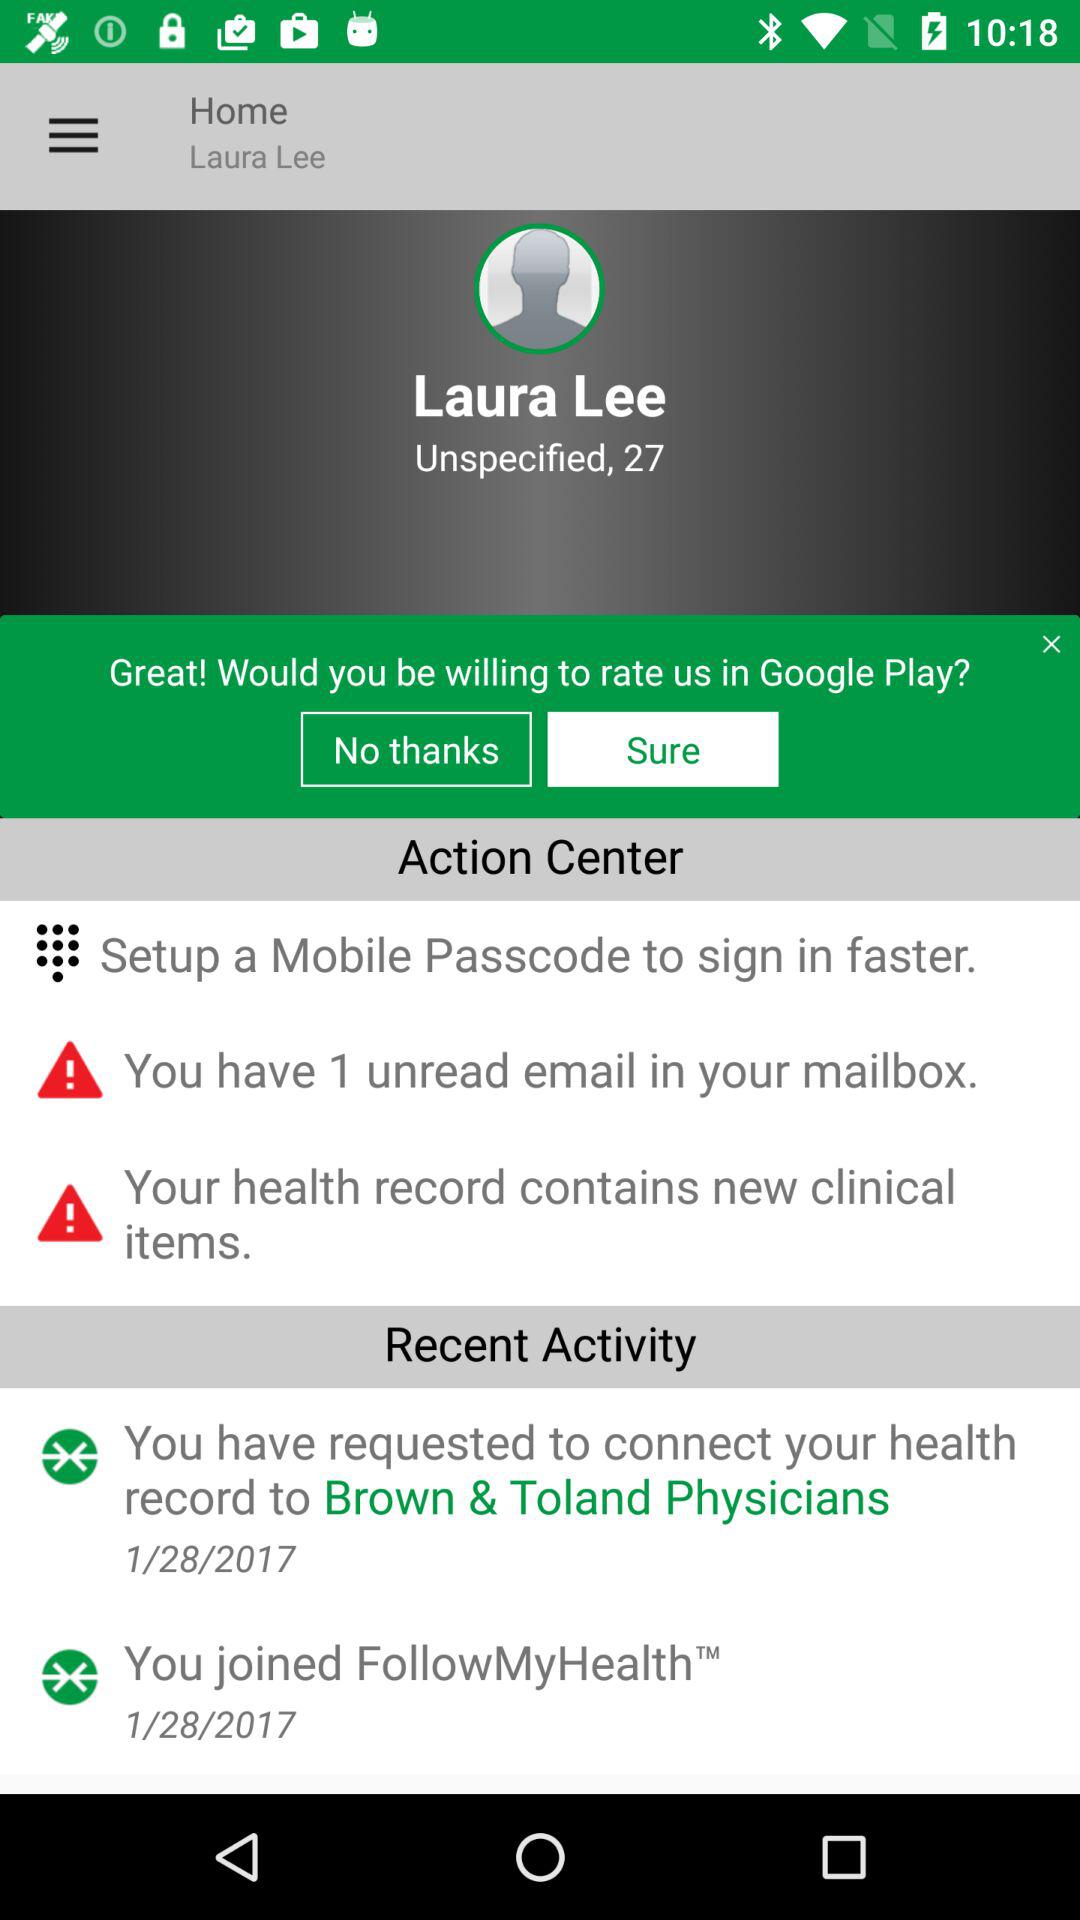 FAK
10:18
Home
Laura Lee
Laura Lee
Unspecified, 27
Great! Would you be willing to rate us in Google Play?
No thanks
Sure
Action Center
Setup a Mobile Passcode to sign in faster.
You have 1 unread email in your mailbox.
Your health record contains new clinical
items.
Recent Activity
You have requested to connect your health
record to Brown & Toland Physicians
1/28/2017
You joined FollowMyHealth™
1/28/2017